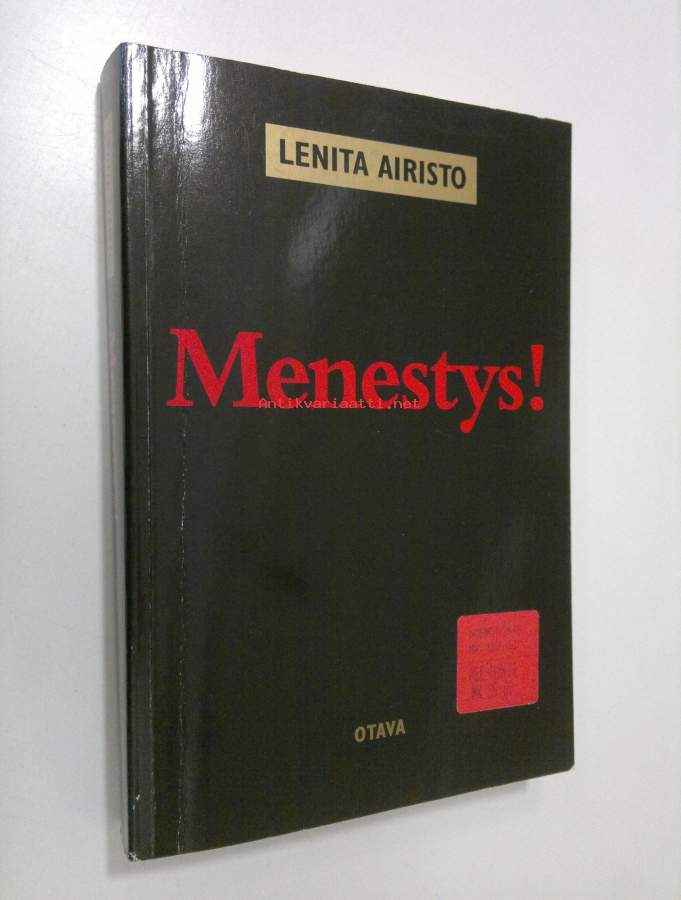 LENITA AIRISTO
Menestys!
Antikvariaatti.net
OTAVA